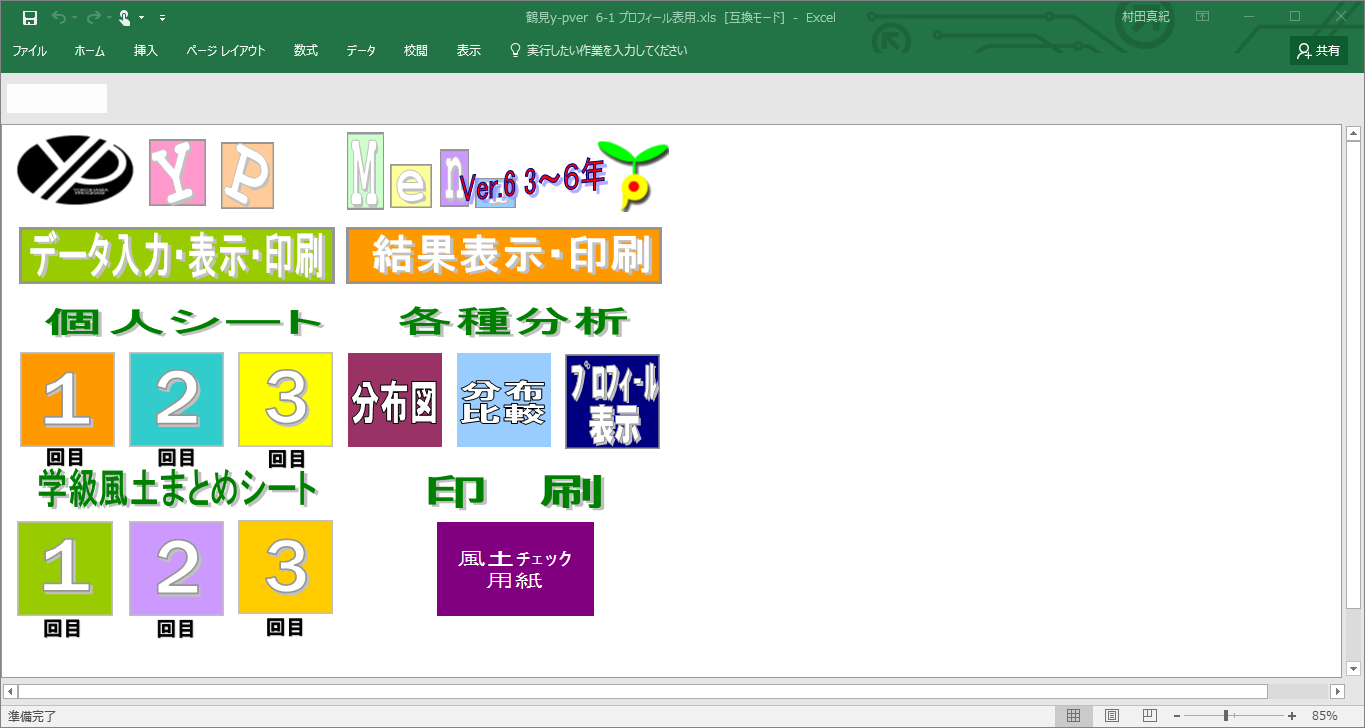 鶴見y-pver 6-1 プロフィール表用.xls [互換モード] - Excel
村田真紀
ファイル ホーム 挿入 ページ レイアウト 数式 データ 校閲 表示 実行したい作業を入力してください
共有
YP
YOKOHAMA
PROGRAM
Y P
Men
Ver.6 3～6年
データ入力・表示・印刷
結果表示・印刷
個人シート
各種分析
1 2 3
回目 回目 回目
分布図
分布
比較
プロフィール
表示
学級風土まとめシート
印 刷
1 2 3
回目 回目 回目
風土チェック
用紙
準備完了
85%